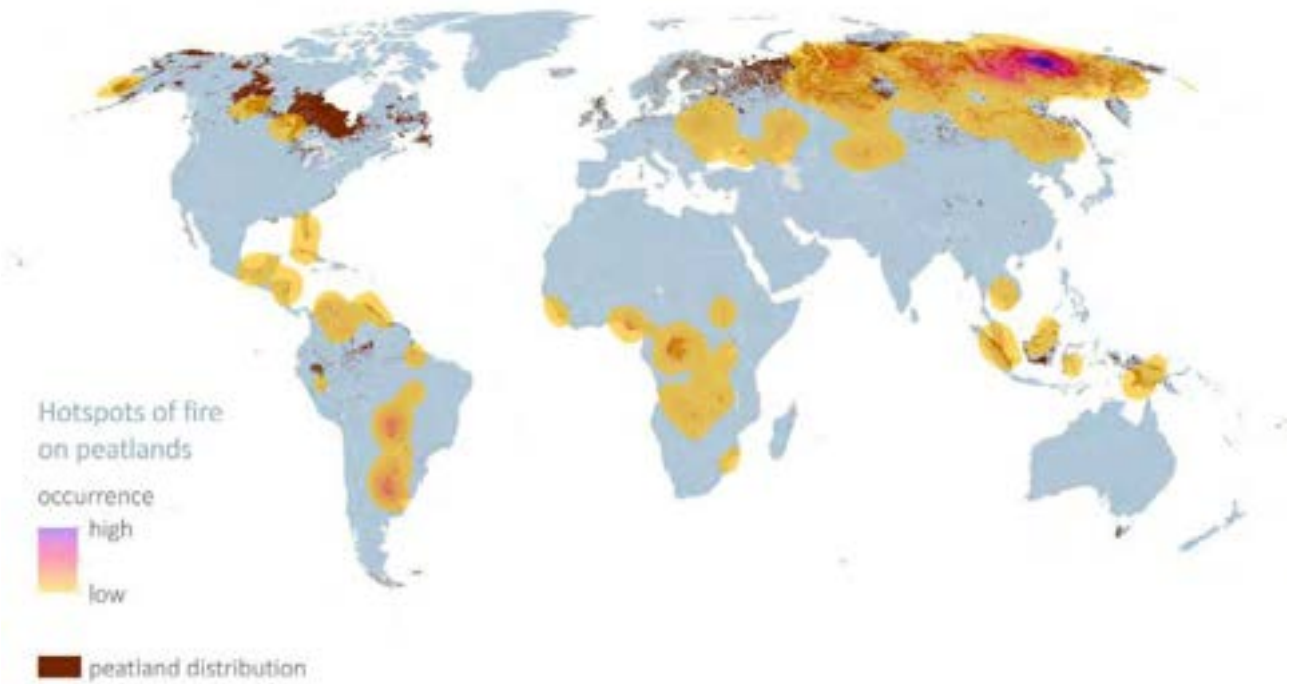 Hotspots of fire
on peatlands
occurrence
high
low
peatland distribution